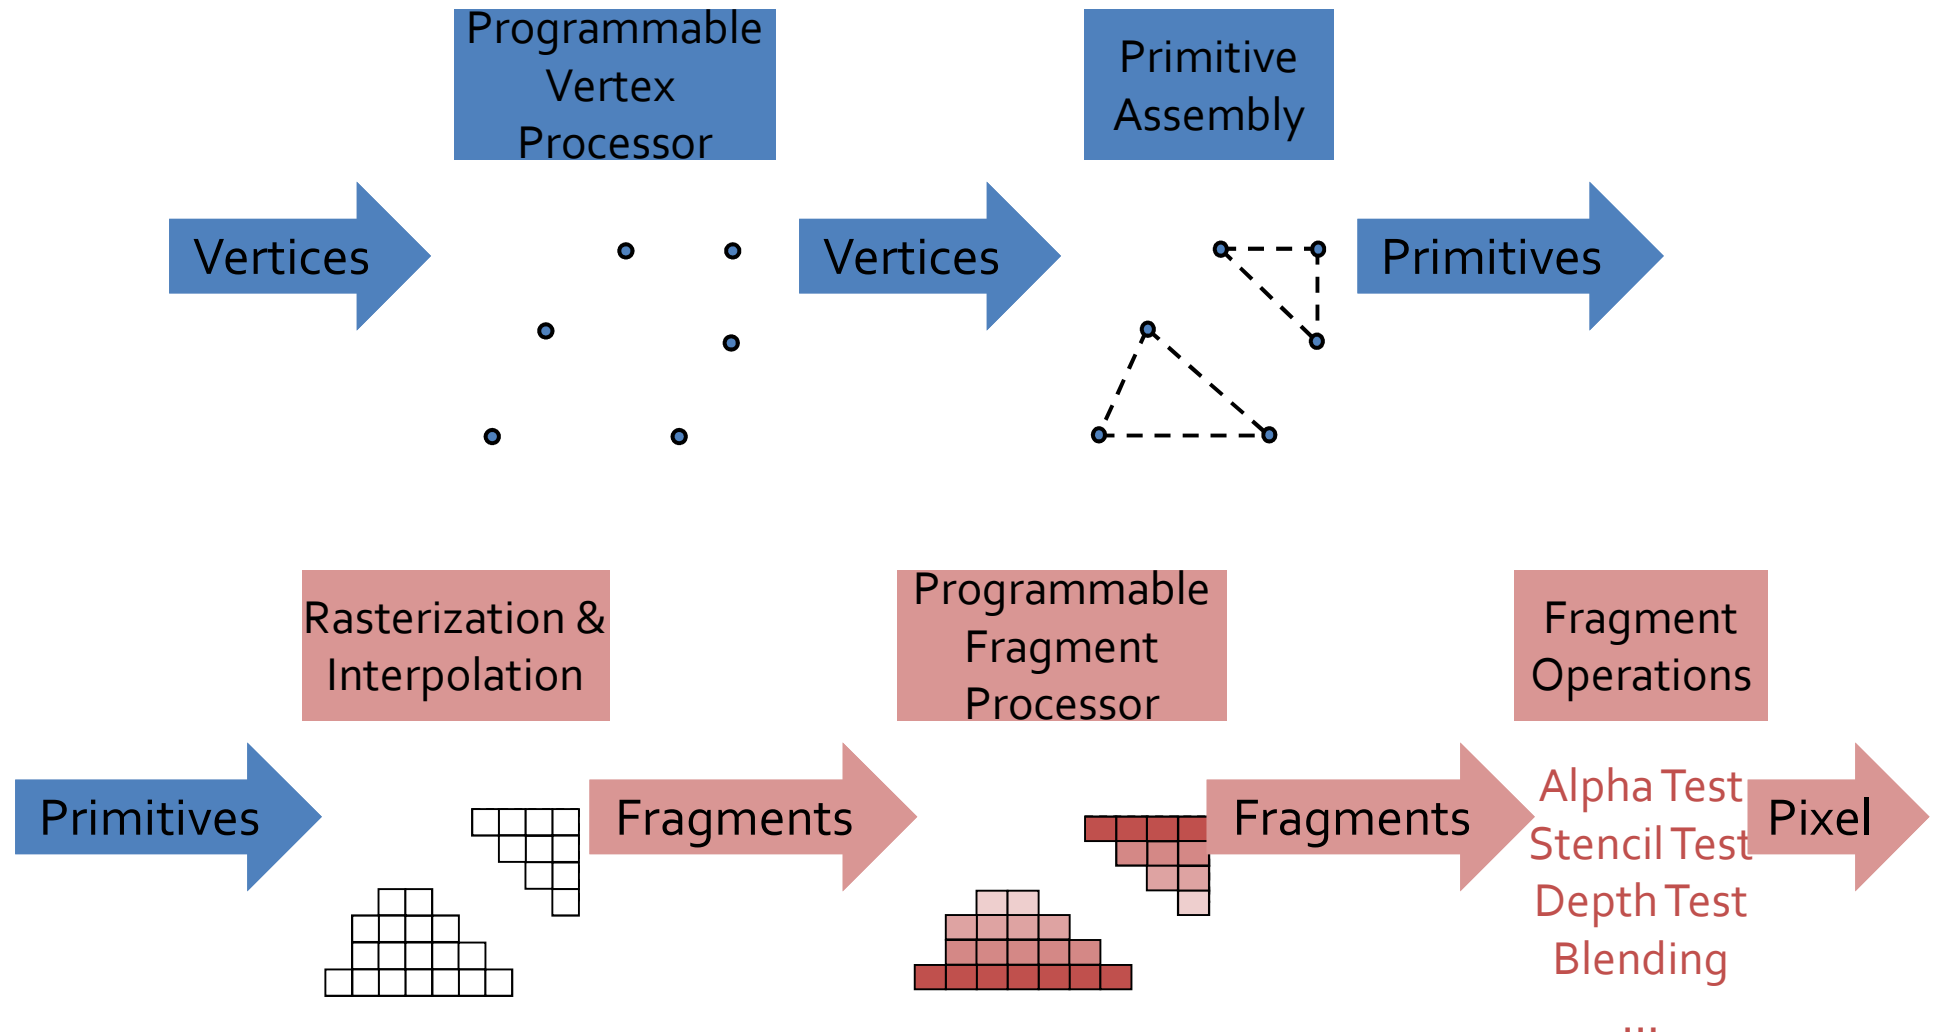 Programmable
Vertex
Processor
Primitive
Assembly
Vertices
Vertices
Primitives
Rasterization &
Interpolation
Programmable
Fragment
Processor
Fragment
Operations
Primitives
Fragments
Fragments
Alpha Test
Stencil Test
Depth Test
Blending
...
Pixel